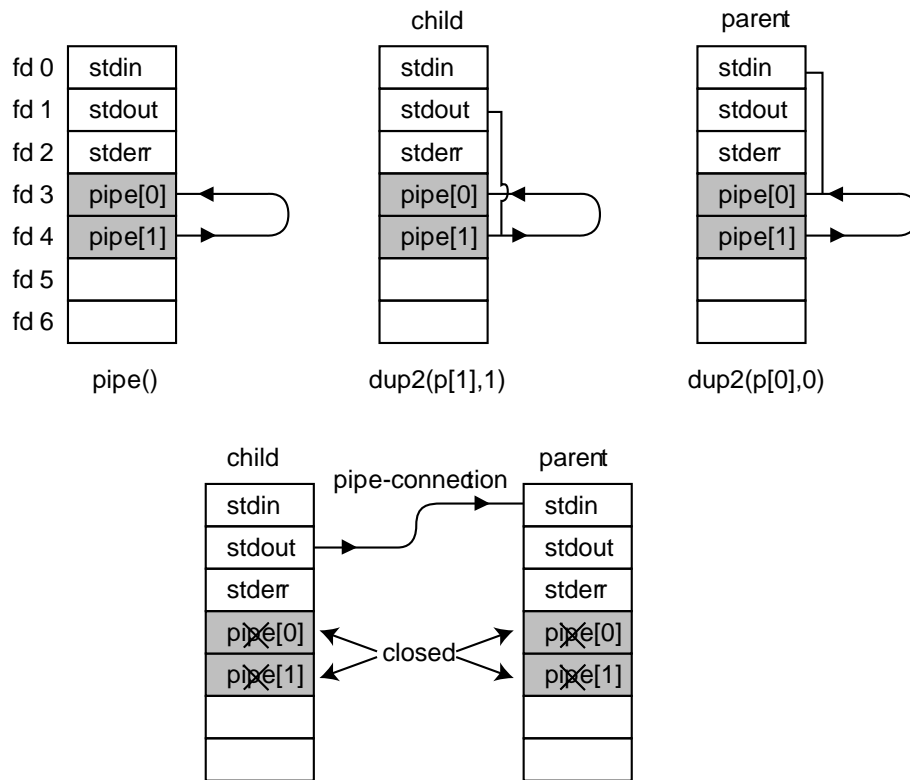 child parent
fd 0 stdin stdin stdin
fd 1 stdout stdout stdout
fd 2 stderr stderr stderr
fd 3 pipe[0] pipe[0] pipe[0]
fd 4 pipe[1] pipe[1] pipe[1]
fd 5
fd 6
pipe() dup2(p[1],1) dup2(p[0],0)
child parent
pipe-connection
stdin stdin
stdout stdout
stderr stderr
pipe[0] pipe[0]
closed
pipe[1] pipe[1]